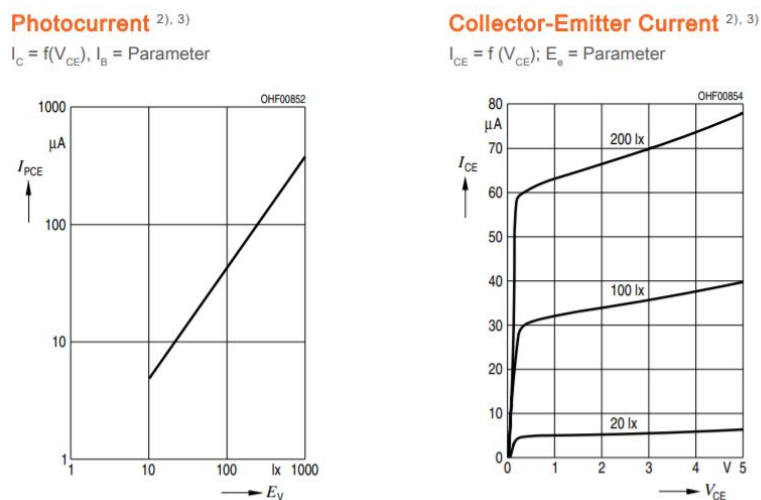 Photocurrent 2), 3)
I_C = f(V_CE), I_B = Parameter
OHF00852
1000
µA
I_PCE
100
10
1
1
10
100
lx
1000
E_V
Collector-Emitter Current 2), 3)
I_CE = f (V_CE); E_e = Parameter
OHF00854
80
µA
70
I_CE
60
50
40
30
20
10
0
200 lx
100 lx
20 lx
0
1
2
3
4
V
5
V_CE